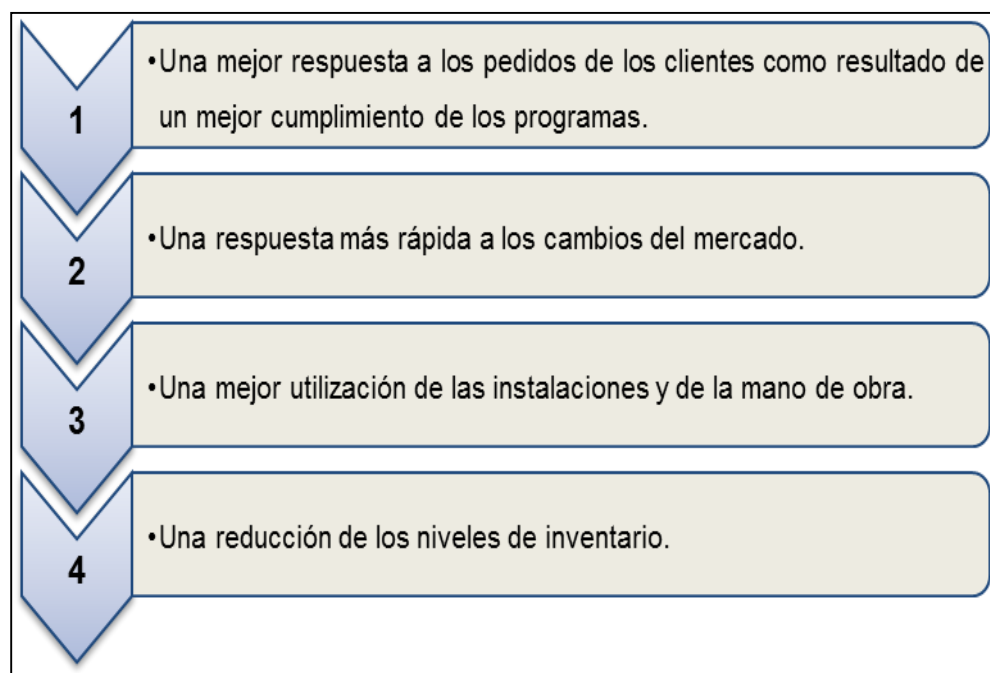 1
•Una mejor respuesta a los pedidos de los clientes como resultado de
un mejor cumplimiento de los programas.
2
•Una respuesta más rápida a los cambios del mercado.
3
•Una mejor utilización de las instalaciones y de la mano de obra.
4
•Una reducción de los niveles de inventario.